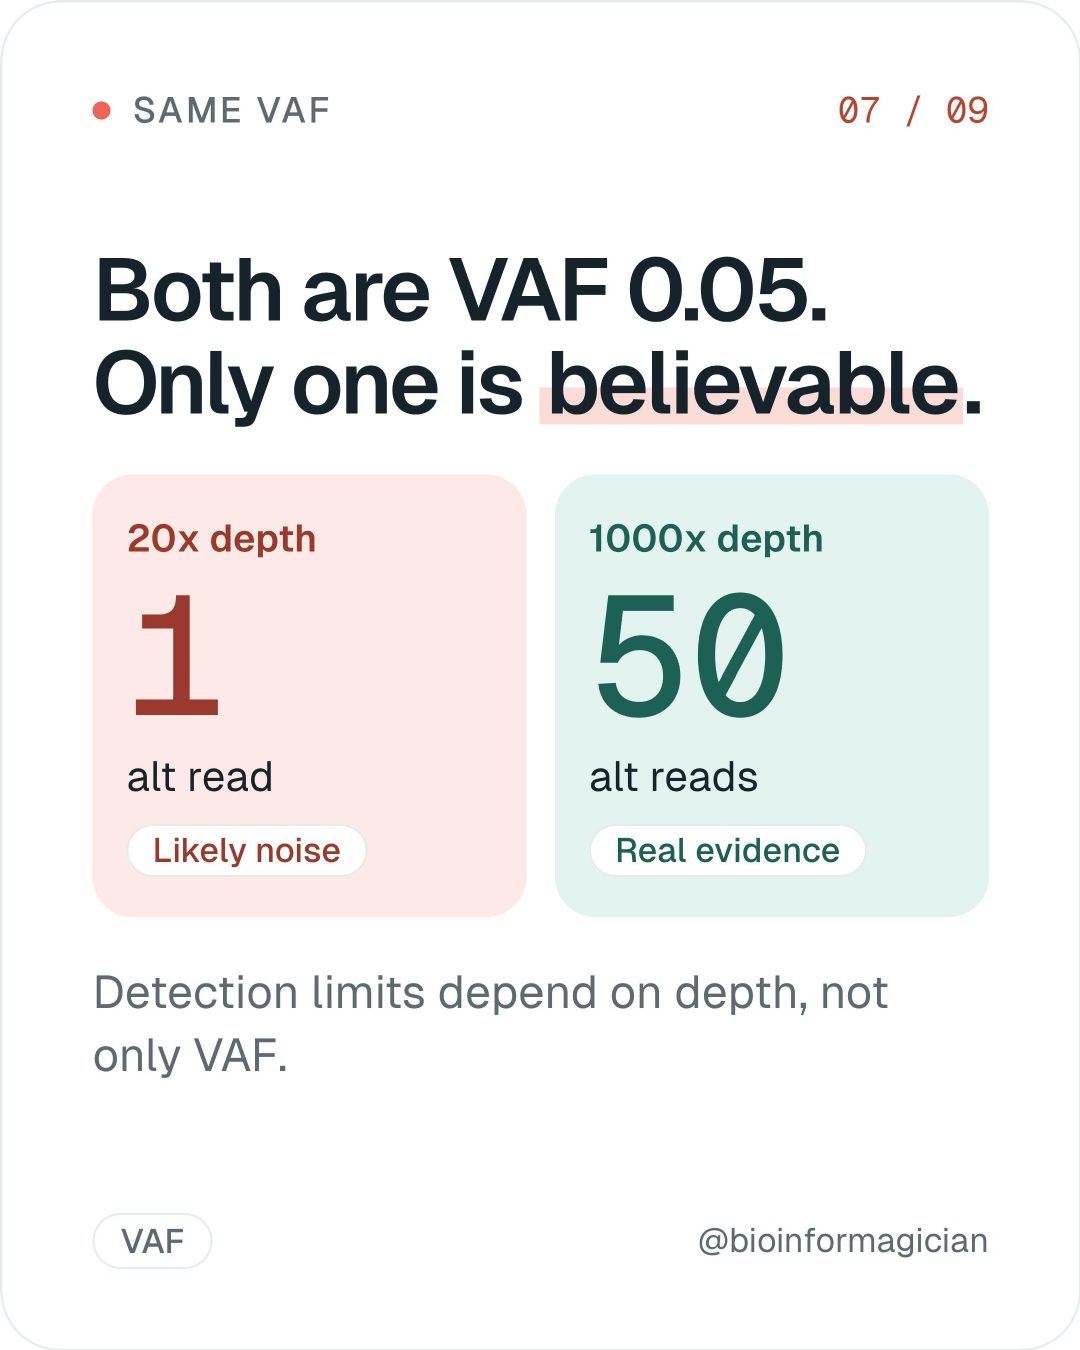 SAME VAF
07 / 09
Both are VAF 0.05.
Only one is believable.
20x depth
1
alt read
Likely noise
1000x depth
50
alt reads
Real evidence
Detection limits depend on depth, not
only VAF.
VAF
@bioinformagician